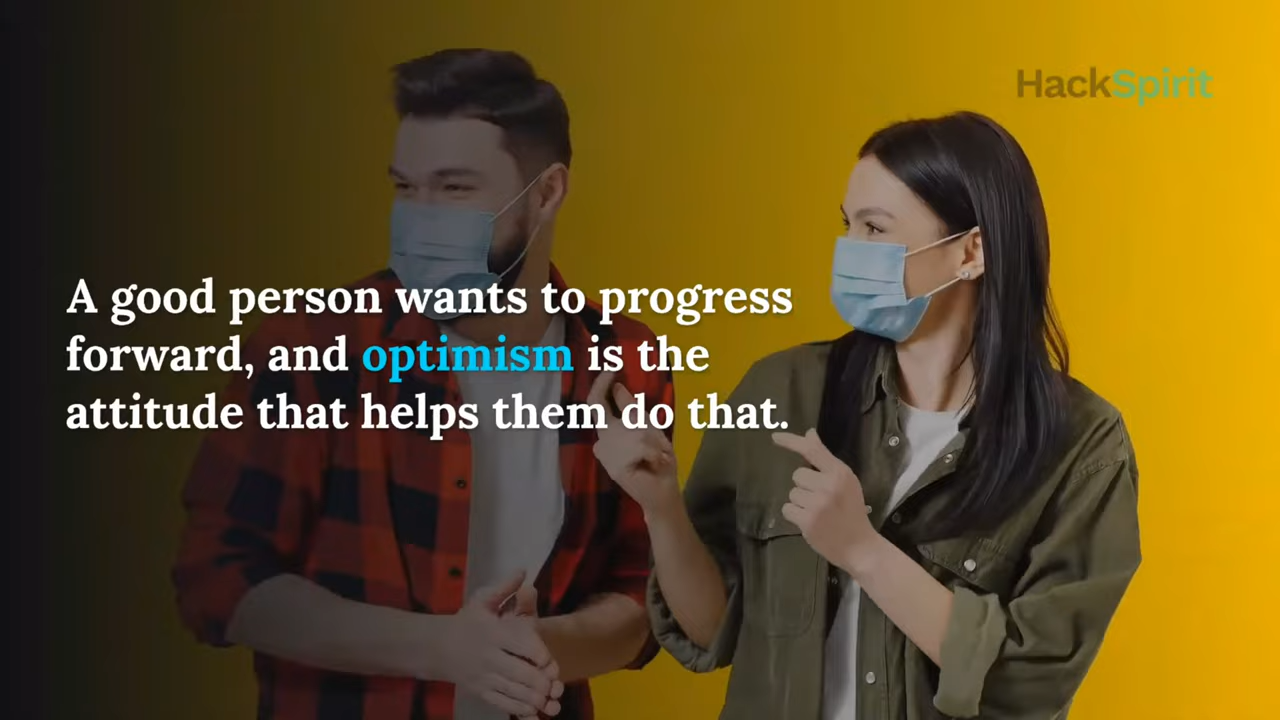 HackSpirit
A good person wants to progress
forward, and optimism is the
attitude that helps them do that.